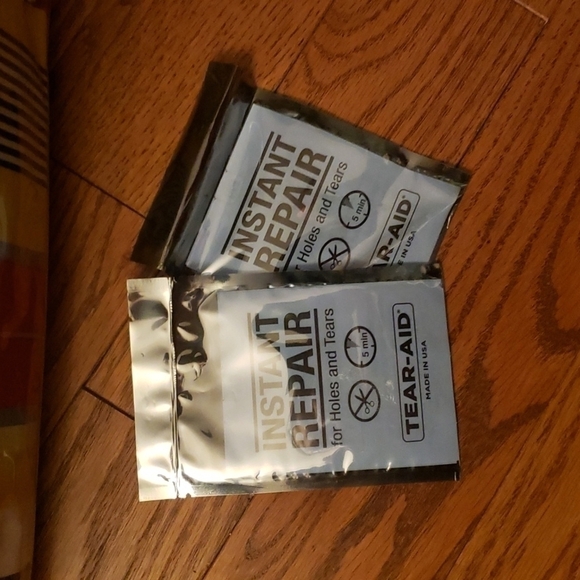 INSTANT
REPAIR
for Holes and Tears
5 min
TEAR-AID®
MADE IN USA
INSTANT
REPAIR
for Holes and Tears
5 min
TEAR-AID®
MADE IN USA